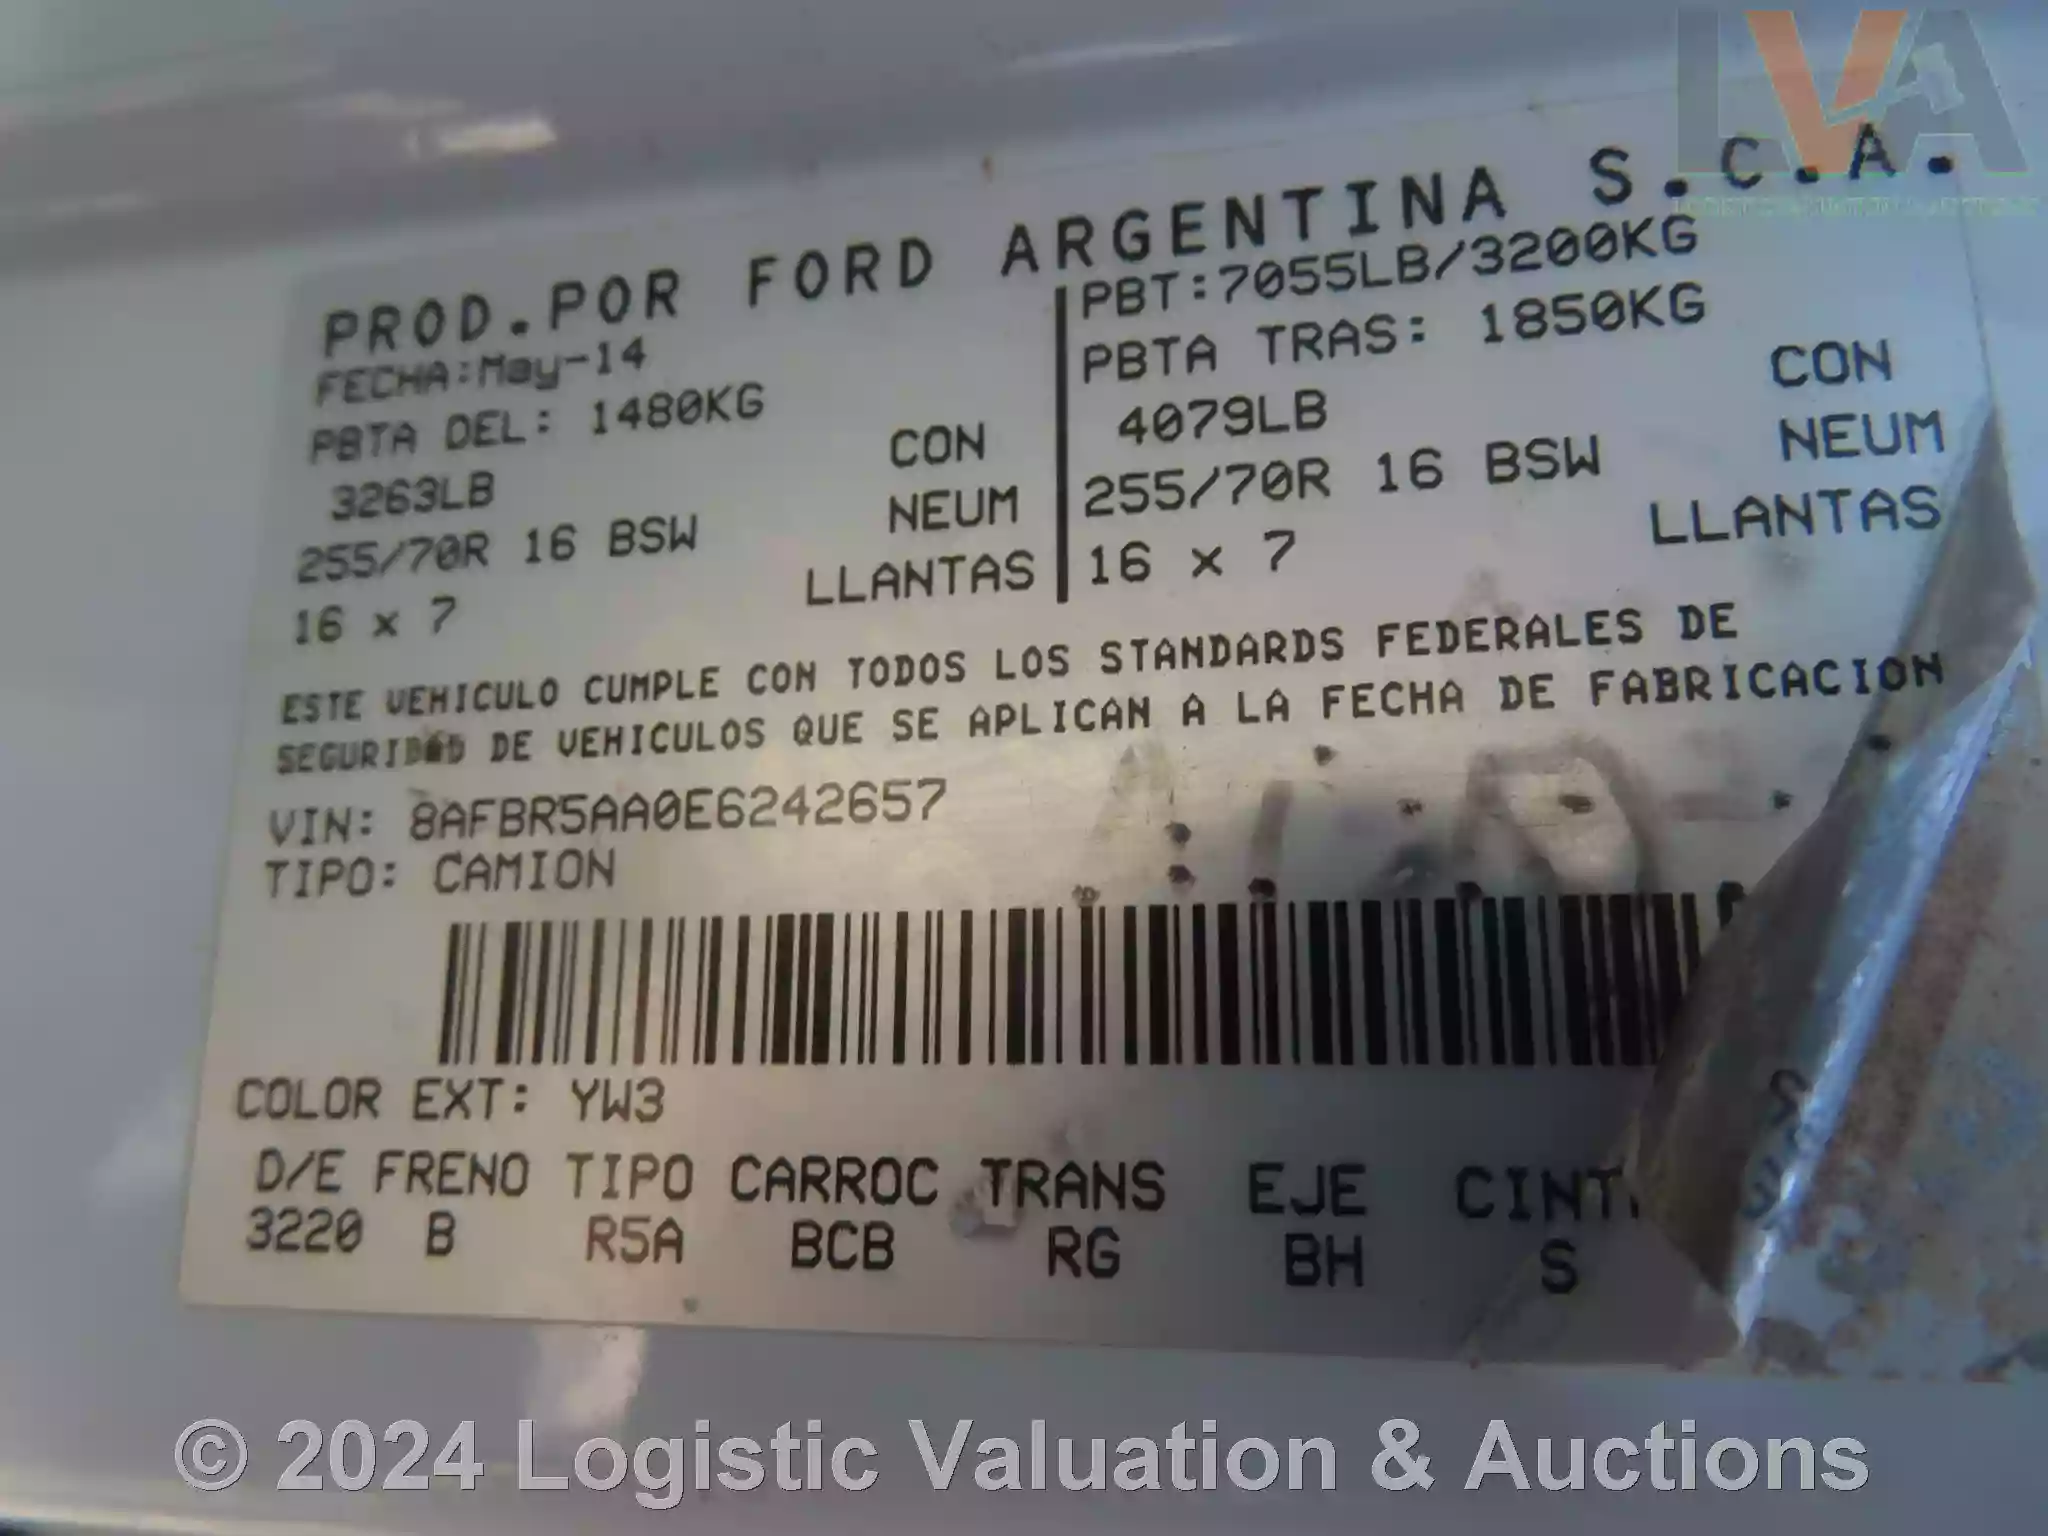 LVA
PROD.POR FORD ARGENTINA S.C.A.
FECHA:May-14
PBT:7055LB/3200KG
PBTA DEL: 1480KG
PBTA TRAS: 1850KG
3263LB CON
4079LB CON
255/70R 16 BSW NEUM
255/70R 16 BSW NEUM
16 x 7 LLANTAS
16 x 7 LLANTAS
ESTE VEHICULO CUMPLE CON TODOS LOS STANDARDS FEDERALES DE
SEGURIDAD DE VEHICULOS QUE SE APLICAN A LA FECHA DE FABRICACION
VIN: 8AFBR5AA0E6242657
TIPO: CAMION
COLOR EXT: YW3
D/E FRENO TIPO CARROC TRANS EJE CINT
3220 B R5A BCB RG BH S
© 2024 Logistic Valuation & Auctions